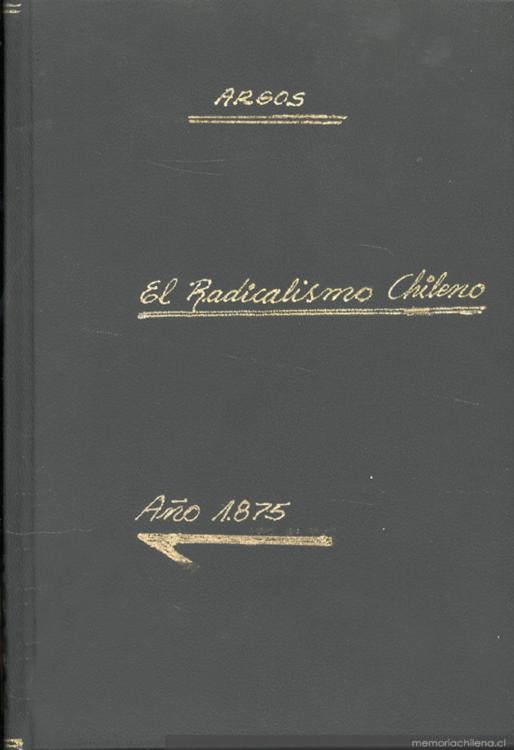 ARGOS
El Radicalismo Chileno
Año 1.875
memoriachilena.cl